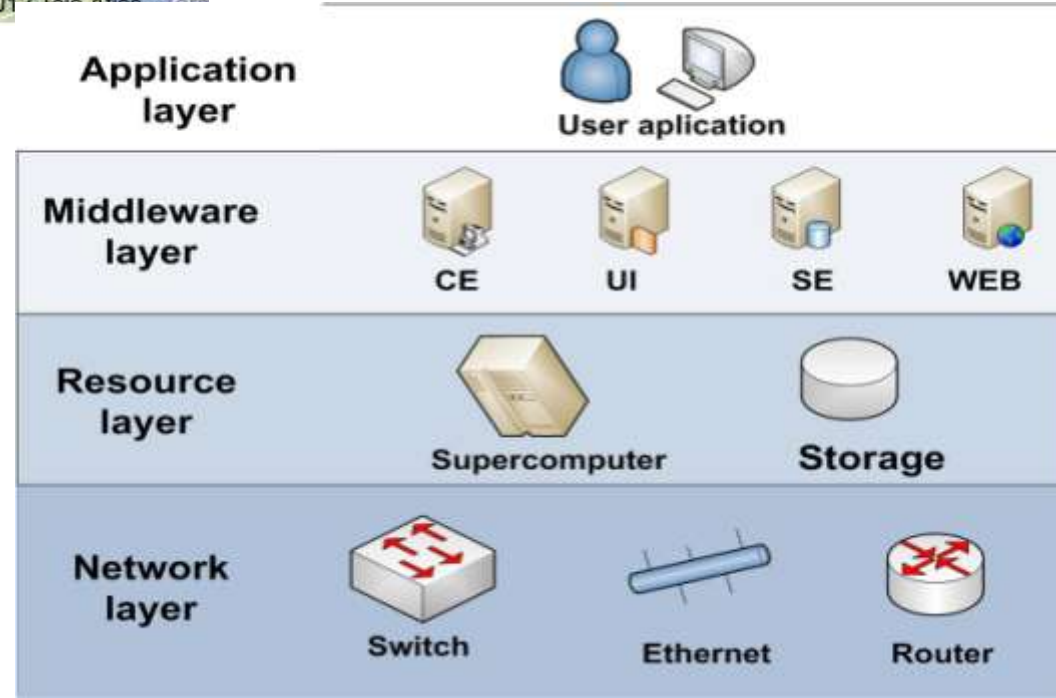 Application
layer
User aplication
Middleware
layer
CE UI SE WEB
Resource
layer
Supercomputer Storage
Network
layer
Switch Ethernet Router